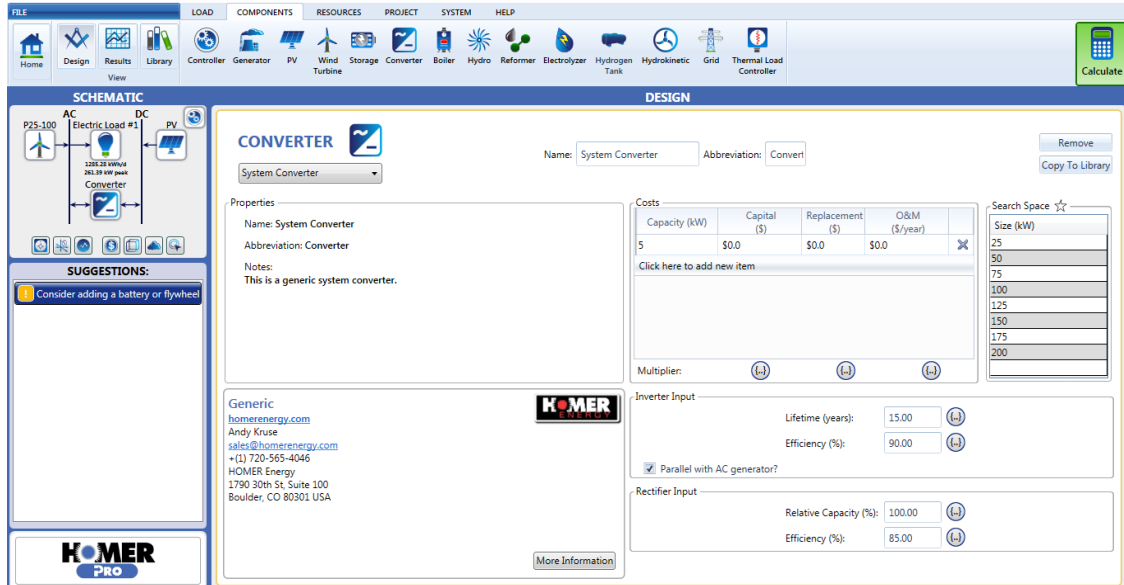 FILE LOAD COMPONENTS RESOURCES PROJECT SYSTEM HELP
Home Design Results Library Controller Generator PV Wind Turbine Storage Converter Boiler Hydro Reformer Electrolyzer Hydrogen Tank Hydrokinetic Grid Thermal Load Controller Calculate
View
SCHEMATIC
AC DC
P25-100 Electric Load #1 PV
1285.28 kWh/d
261.39 kW peak
Converter
SUGGESTIONS:
! Consider adding a battery or flywheel
HOMER
PRO
DESIGN
CONVERTER
System Converter
Name: System Converter Abbreviation: Convert
Remove
Copy To Library
Properties
Name: System Converter
Abbreviation: Converter
Notes:
This is a generic system converter.
Generic
homerenergy.com
Andy Kruse
sales@homerenergy.com
+(1) 720-565-4046
HOMER Energy
1790 30th St, Suite 100
Boulder, CO 80301 USA
HOMER
ENERGY
More Information
Costs
Capacity (kW) Capital ($) Replacement ($) O&M ($/year)
5 $0.0 $0.0 $0.0
Click here to add new item
Multiplier: {..} {..} {..}
Search Space
Size (kW)
25
50
75
100
125
150
175
200
Inverter Input
Lifetime (years): 15.00 {..}
Efficiency (%): 90.00 {..}
Parallel with AC generator?
Rectifier Input
Relative Capacity (%): 100.00 {..}
Efficiency (%): 85.00 {..}